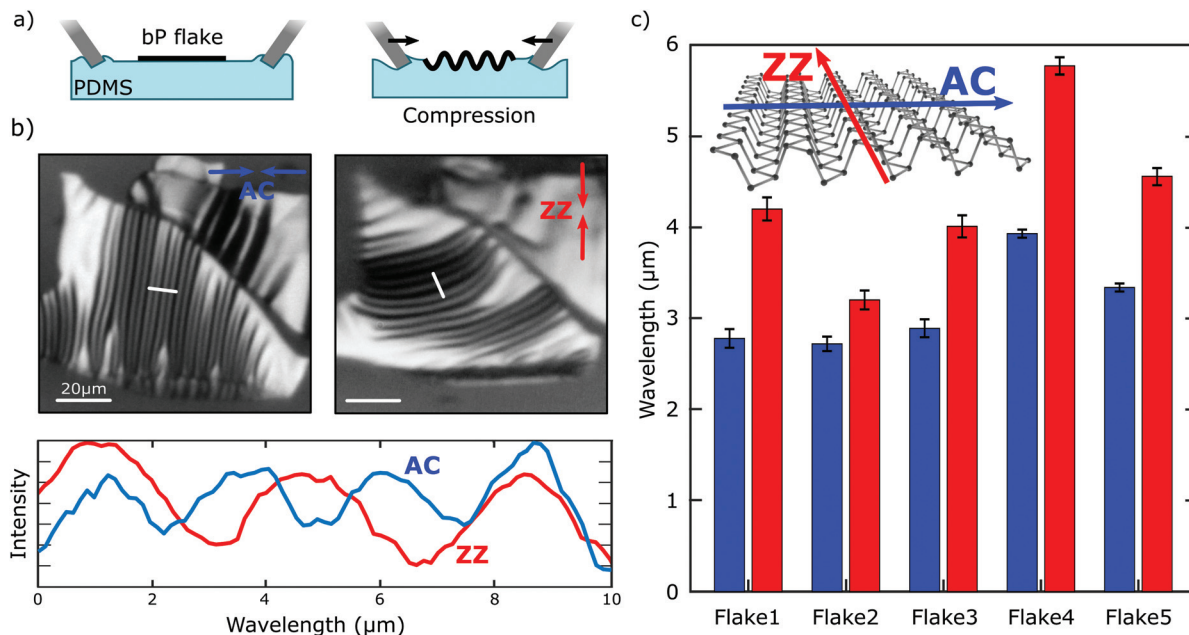 a)
bP flake
PDMS
Compression
b)
AC
20µm
ZZ
Intensity
AC
ZZ
0 2 4 6 8 10
Wavelength (µm)
c)
Wavelength (µm)
6
5
4
3
2
1
0
ZZ
AC
Flake1 Flake2 Flake3 Flake4 Flake5